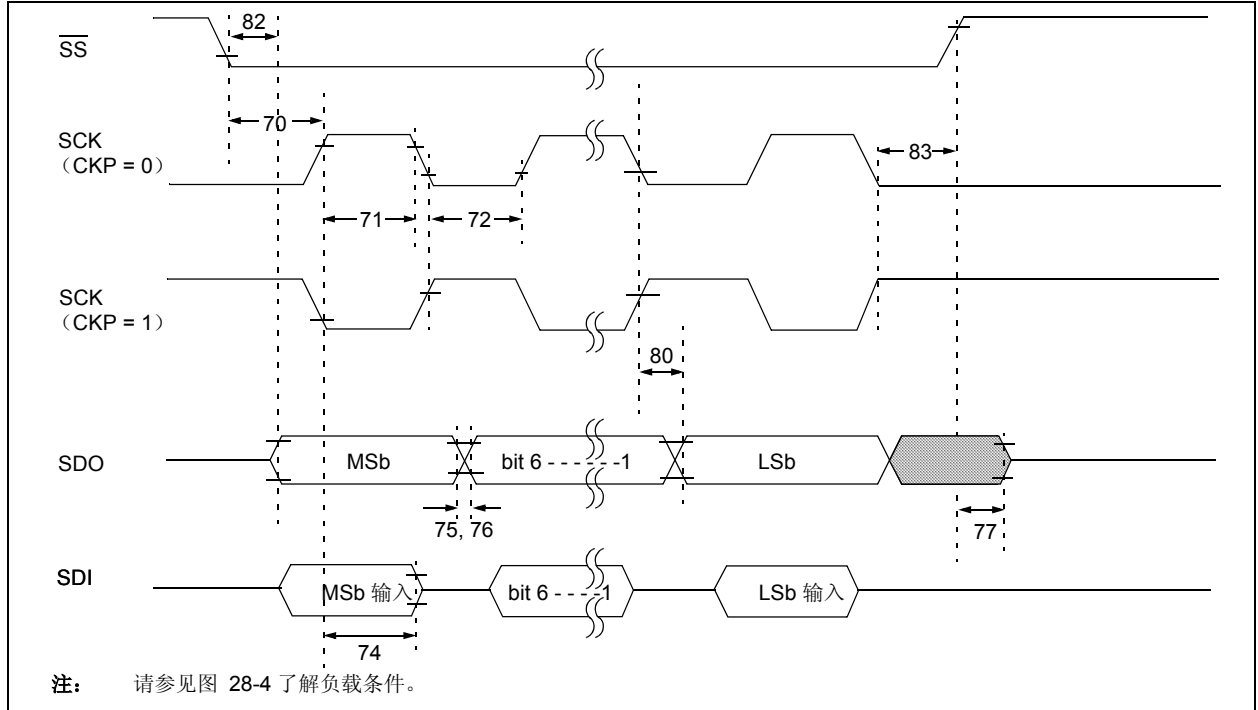 82
SS
70
SCK
（CKP = 0）
83
71
72
SCK
（CKP = 1）
80
SDO
MSb
bit 6 - - - - - -1
LSb
75, 76
77
SDI
MSb 输入
bit 6 - - - -1
LSb 输入
74
注： 请参见图 28-4 了解负载条件。